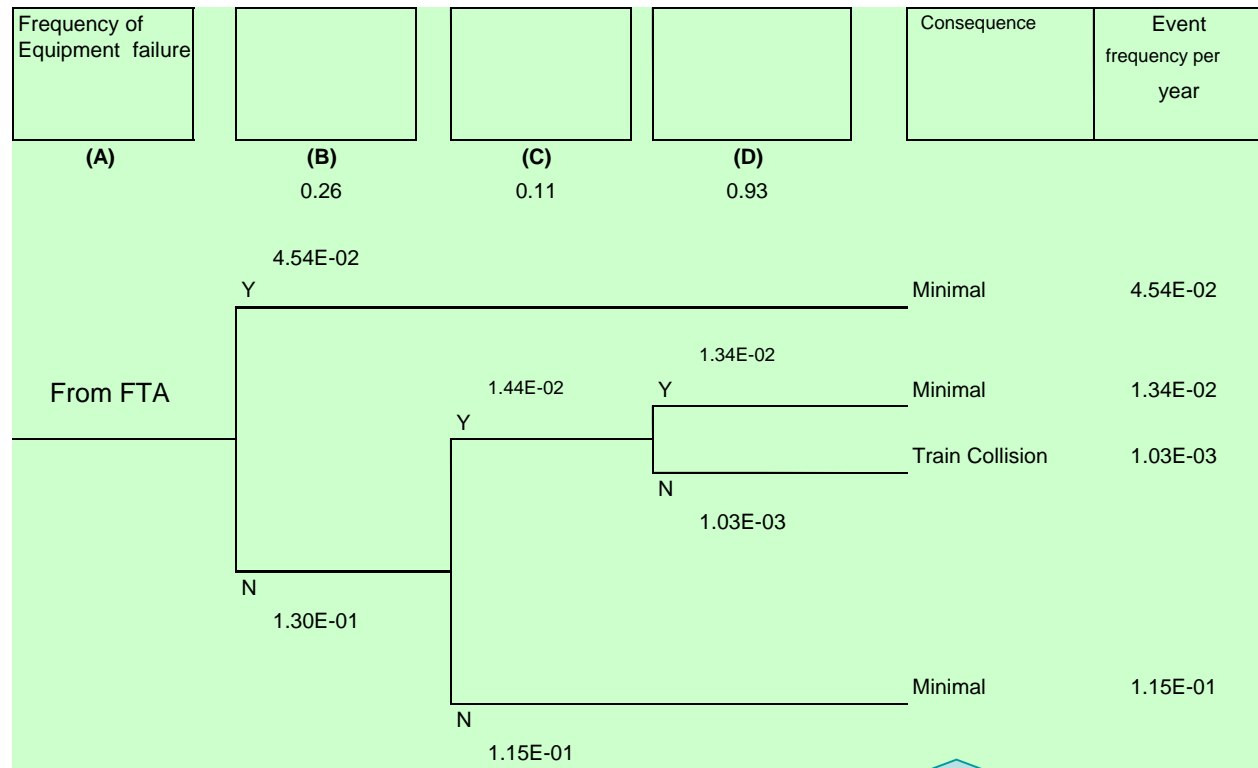 Frequency of
Equipment failure
Consequence
Event
frequency per
year
(A)
(B)
(C)
(D)
0.26
0.11
0.93
4.54E-02
Y
Minimal
4.54E-02
1.34E-02
From FTA
1.44E-02
Y
Minimal
1.34E-02
Y
Train Collision
1.03E-03
N
1.03E-03
N
1.30E-01
Minimal
1.15E-01
N
1.15E-01